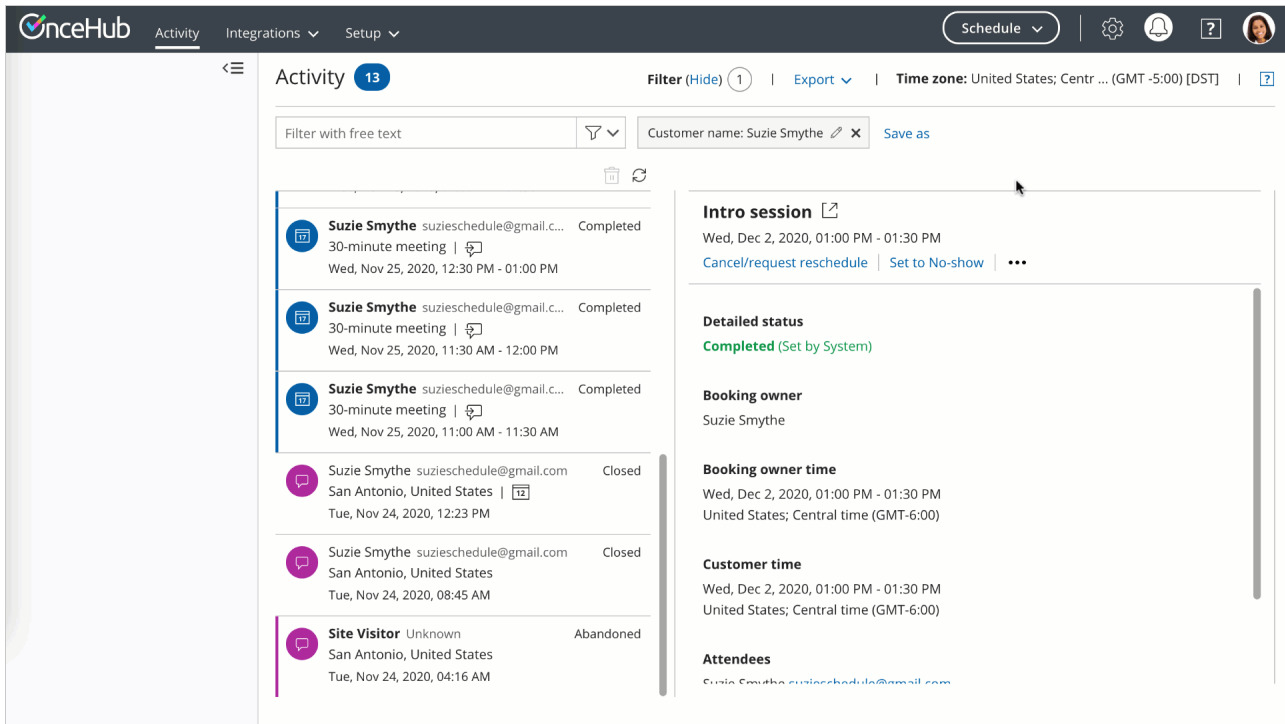 OnceHub
Activity
Integrations
Setup
Schedule
?
Activity 13
Filter (Hide) 1 | Export | Time zone: United States; Centr ... (GMT -5:00) [DST] | ?
Filter with free text
Customer name: Suzie Smythe
Save as
17
Suzie Smythe suzieschedule@gmail.c... Completed
30-minute meeting |
Wed, Nov 25, 2020, 12:30 PM - 01:00 PM
17
Suzie Smythe suzieschedule@gmail.c... Completed
30-minute meeting |
Wed, Nov 25, 2020, 11:30 AM - 12:00 PM
17
Suzie Smythe suzieschedule@gmail.c... Completed
30-minute meeting |
Wed, Nov 25, 2020, 11:00 AM - 11:30 AM
Suzie Smythe suzieschedule@gmail.com Closed
San Antonio, United States | 12
Tue, Nov 24, 2020, 12:23 PM
Suzie Smythe suzieschedule@gmail.com Closed
San Antonio, United States
Tue, Nov 24, 2020, 08:45 AM
Site Visitor Unknown Abandoned
San Antonio, United States
Tue, Nov 24, 2020, 04:16 AM
Intro session
Wed, Dec 2, 2020, 01:00 PM - 01:30 PM
Cancel/request reschedule | Set to No-show | •••
Detailed status
Completed (Set by System)
Booking owner
Suzie Smythe
Booking owner time
Wed, Dec 2, 2020, 01:00 PM - 01:30 PM
United States; Central time (GMT-6:00)
Customer time
Wed, Dec 2, 2020, 01:00 PM - 01:30 PM
United States; Central time (GMT-6:00)
Attendees
Suzie Smythe suzieschedule@gmail.com